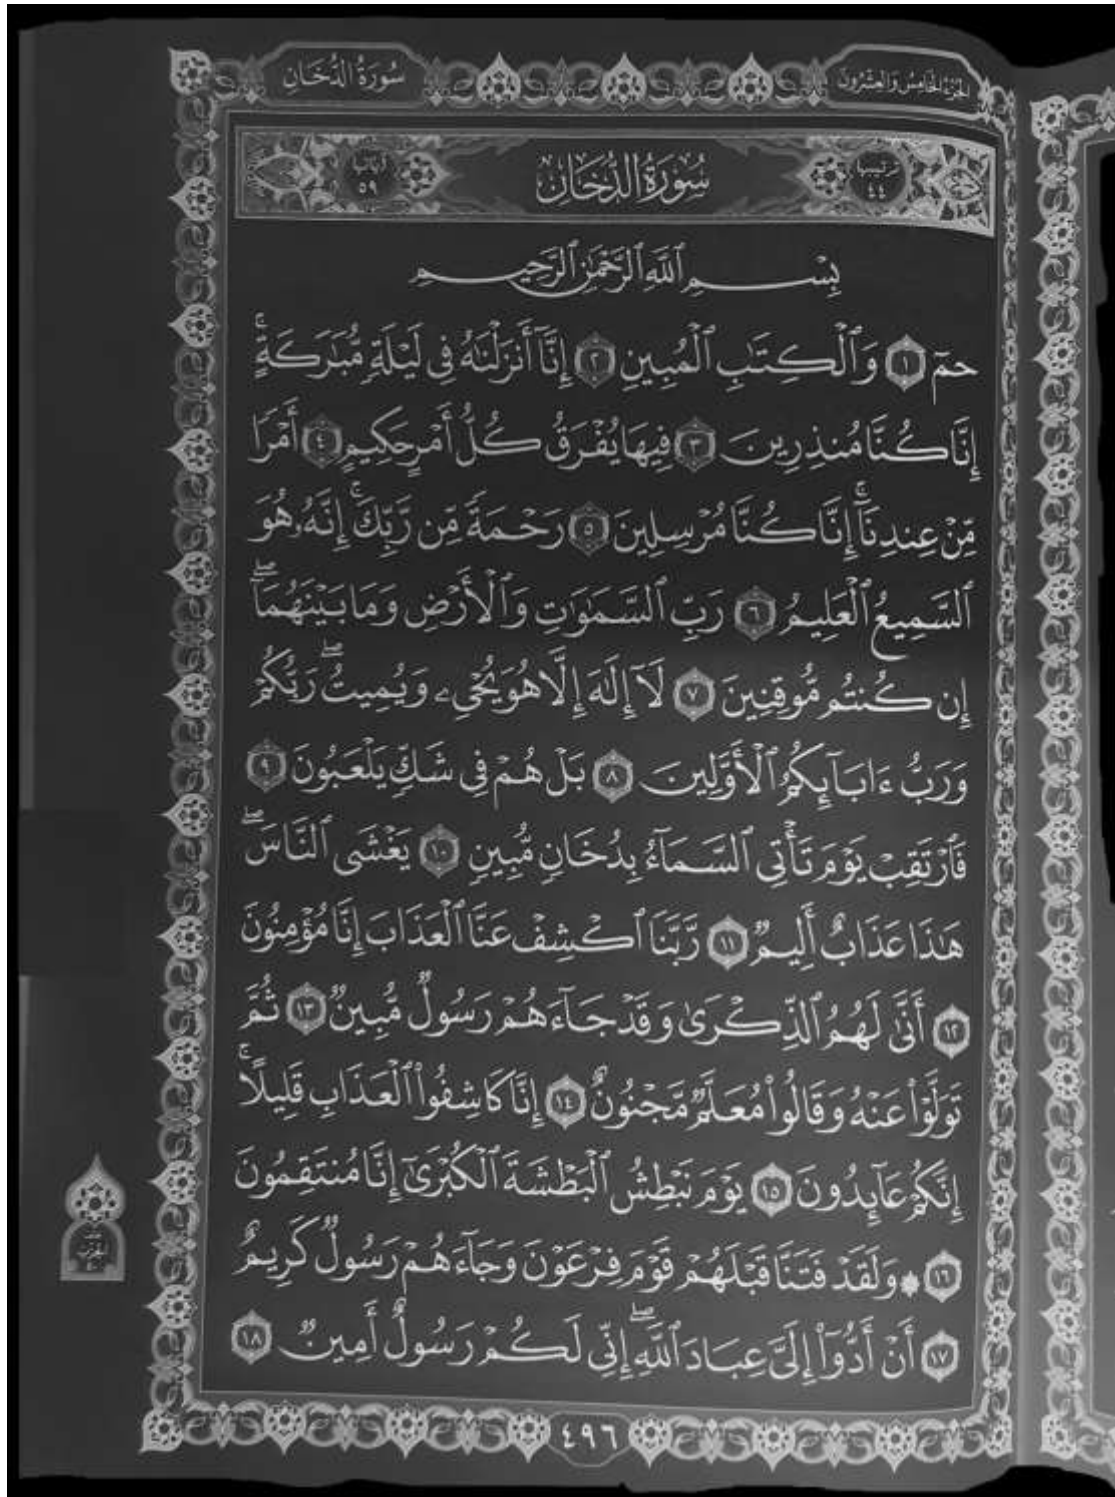 الجزء الخامس والعشرون
سُورَةُ الدُّخَانِ
ترتيبها ٤٤
سُورَةُ الدُّخَانِ
آياتها ٥٩
بِسْمِ ٱللَّهِ ٱلرَّحْمَٰنِ ٱلرَّحِيمِ
حمٓ ١ وَٱلْكِتَٰبِ ٱلْمُبِينِ ٢ إِنَّآ أَنزَلْنَٰهُ فِى لَيْلَةٍ مُّبَٰرَكَةٍ ۚ
إِنَّا كُنَّا مُنذِرِينَ ٣ فِيهَا يُفْرَقُ كُلُّ أَمْرٍ حَكِيمٍ ٤ أَمْرًا
مِّنْ عِندِنَآ ۚ إِنَّا كُنَّا مُرْسِلِينَ ٥ رَحْمَةً مِّن رَّبِّكَ ۚ إِنَّهُۥ هُوَ
ٱلسَّمِيعُ ٱلْعَلِيمُ ٦ رَبِّ ٱلسَّمَٰوَٰتِ وَٱلْأَرْضِ وَمَا بَيْنَهُمَآ ۖ
إِن كُنتُم مُّوقِنِينَ ٧ لَآ إِلَٰهَ إِلَّا هُوَ يُحْىِۦ وَيُمِيتُ ۖ رَبُّكُمْ
وَرَبُّ ءَابَآئِكُمُ ٱلْأَوَّلِينَ ٨ بَلْ هُمْ فِى شَكٍّ يَلْعَبُونَ ٩
فَٱرْتَقِبْ يَوْمَ تَأْتِى ٱلسَّمَآءُ بِدُخَانٍ مُّبِينٍ ١٠ يَغْشَى ٱلنَّاسَ ۖ
هَٰذَا عَذَابٌ أَلِيمٌ ١١ رَّبَّنَا ٱكْشِفْ عَنَّا ٱلْعَذَابَ إِنَّا مُؤْمِنُونَ
١٢ أَنَّىٰ لَهُمُ ٱلذِّكْرَىٰ وَقَدْ جَآءَهُمْ رَسُولٌ مُّبِينٌ ١٣ ثُمَّ
تَوَلَّوْا۟ عَنْهُ وَقَالُوا۟ مُعَلَّمٌ مَّجْنُونٌ ١٤ إِنَّا كَاشِفُوا۟ ٱلْعَذَابِ قَلِيلًا ۚ
إِنَّكُمْ عَآئِدُونَ ١٥ يَوْمَ نَبْطِشُ ٱلْبَطْشَةَ ٱلْكُبْرَىٰٓ إِنَّا مُنتَقِمُونَ
١٦ ۞ وَلَقَدْ فَتَنَّا قَبْلَهُمْ قَوْمَ فِرْعَوْنَ وَجَآءَهُمْ رَسُولٌ كَرِيمٌ
١٧ أَنْ أَدُّوٓا۟ إِلَىَّ عِبَادَ ٱللَّهِ ۖ إِنِّى لَكُمْ رَسُولٌ أَمِينٌ ١٨
٤٩٦